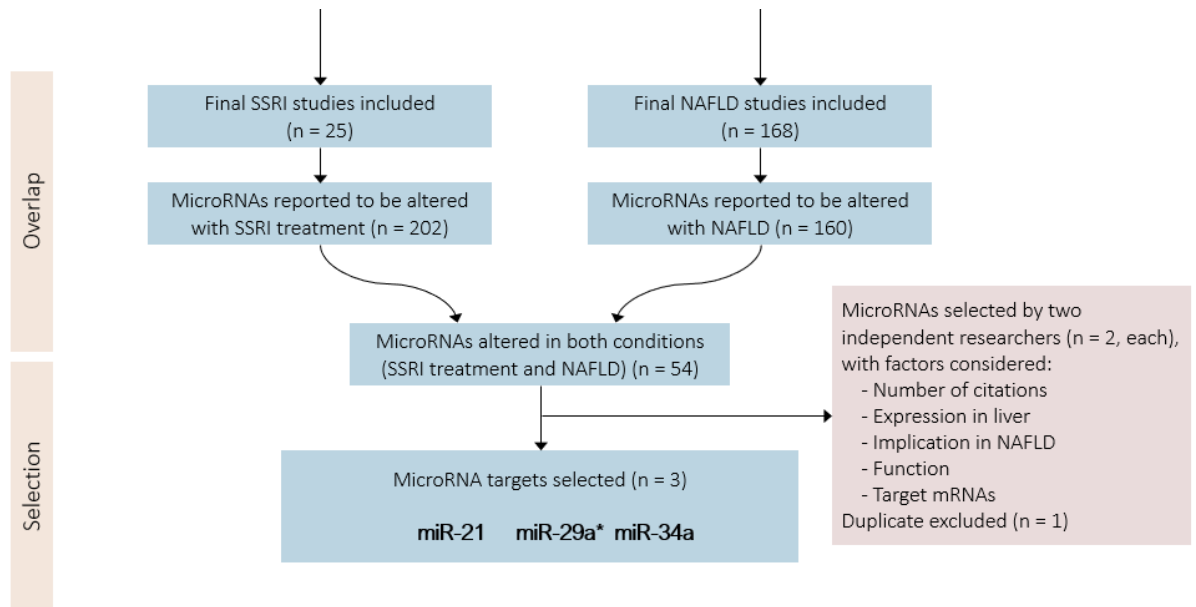 Overlap
Final SSRI studies included
(n = 25)
Final NAFLD studies included
(n = 168)
MicroRNAs reported to be altered
with SSRI treatment (n = 202)
MicroRNAs reported to be altered
with NAFLD (n = 160)
MicroRNAs altered in both conditions
(SSRI treatment and NAFLD) (n = 54)
MicroRNAs selected by two
independent researchers (n = 2, each),
with factors considered:
- Number of citations
- Expression in liver
- Implication in NAFLD
- Function
- Target mRNAs
Duplicate excluded (n = 1)
Selection
MicroRNA targets selected (n = 3)
miR-21 miR-29a* miR-34a